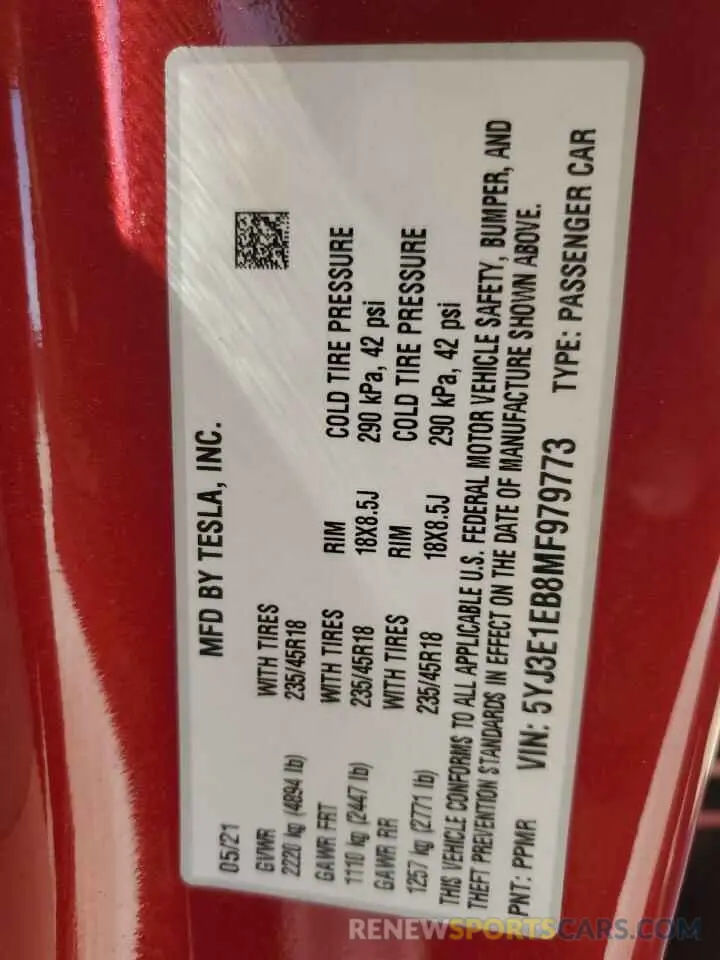 MFD BY TESLA, INC.
05/21
GVWR WITH TIRES
2220 kg (4894 lb) 235/45R18
GAWR FRT WITH TIRES RIM COLD TIRE PRESSURE
1110 kg (2447 lb) 235/45R18 18X8.5J 290 kPa, 42 psi
GAWR RR WITH TIRES RIM COLD TIRE PRESSURE
1257 kg (2771 lb) 235/45R18 18X8.5J 290 kPa, 42 psi
THIS VEHICLE CONFORMS TO ALL APPLICABLE U.S. FEDERAL MOTOR VEHICLE SAFETY, BUMPER, AND
THEFT PREVENTION STANDARDS IN EFFECT ON THE DATE OF MANUFACTURE SHOWN ABOVE.
PNT: PPMR VIN: 5YJ3E1EB8MF979773 TYPE: PASSENGER CAR
RENEWSPORTSCARS.COM